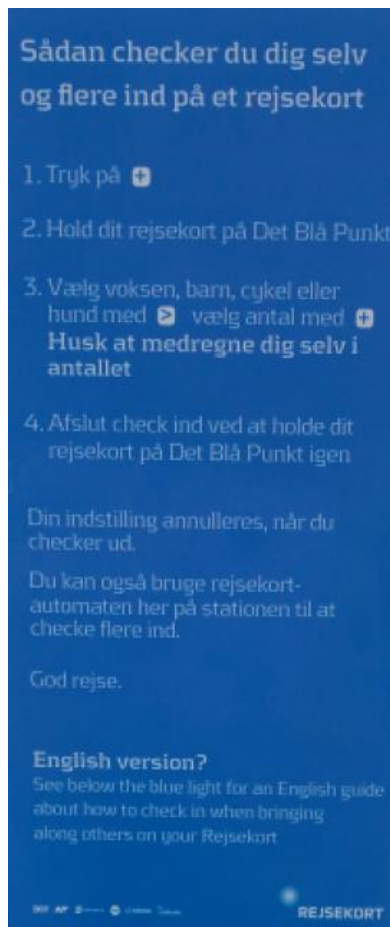 Sådan checker du dig selv
og flere ind på et rejsekort
1. Tryk på +
2. Hold dit rejsekort på Det Blå Punkt
3. Vælg voksen, barn, cykel eller
hund med > vælg antal med +
Husk at medregne dig selv i
antallet
4. Afslut check ind ved at holde dit
rejsekort på Det Blå Punkt igen
Din indstilling annulleres, når du
checker ud.
Du kan også bruge rejsekort-
automaten her på stationen til at
checke flere ind.
God rejse.
English version?
See below the blue light for an English guide
about how to check in when bringing
along others on your Rejsekort
REJSEKORT